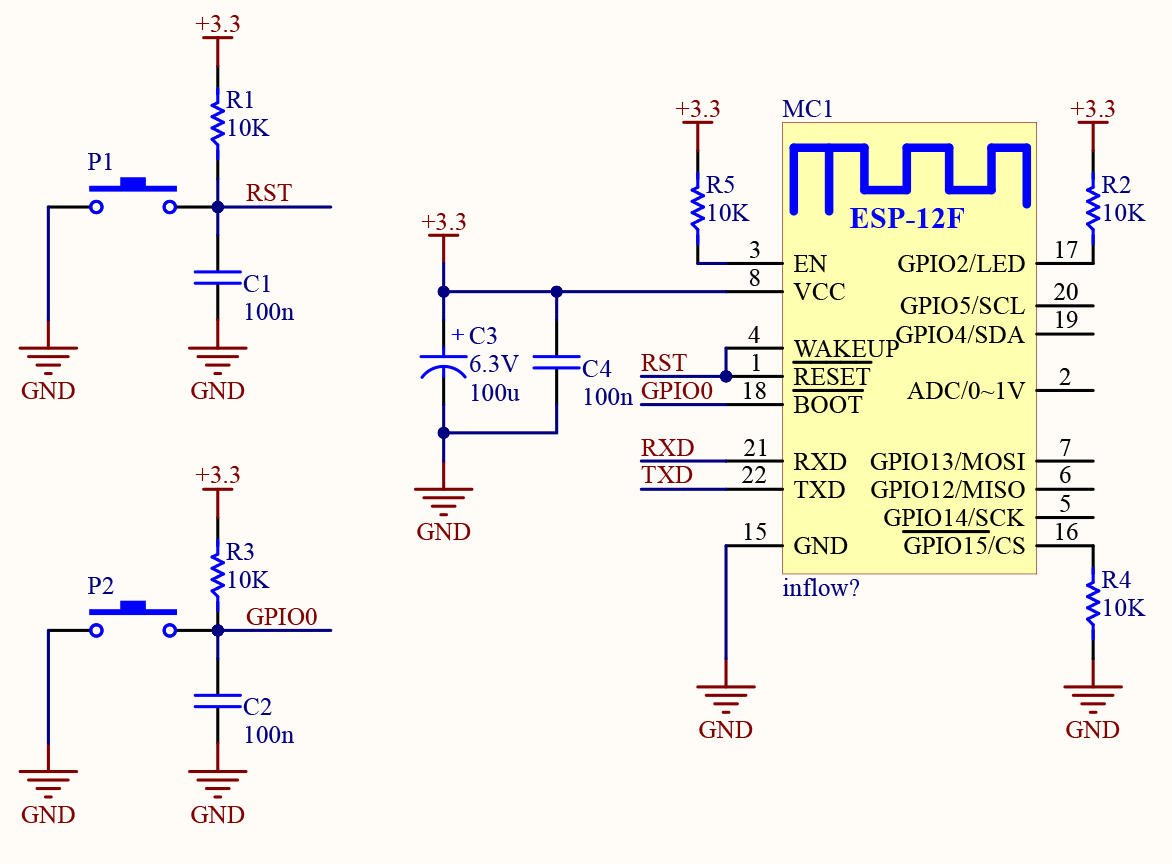 +3.3
R1
10K
P1
RST
C1
100n
GND
GND
+3.3
R3
10K
P2
GPIO0
C2
100n
GND
GND
+3.3
+ C3
6.3V
100u
C4
100n
GND
+3.3
R5
10K
MC1
ESP-12F
3 EN
8 VCC
4 WAKEUP
RST 1 RESET
GPIO0 18 BOOT
RXD 21 RXD
TXD 22 TXD
15 GND
GND
inflow?
+3.3
R2
10K
GPIO2/LED 17
GPIO5/SCL 20
GPIO4/SDA 19
ADC/0~1V 2
GPIO13/MOSI 7
GPIO12/MISO 6
GPIO14/SCK 5
GPIO15/CS 16
R4
10K
GND